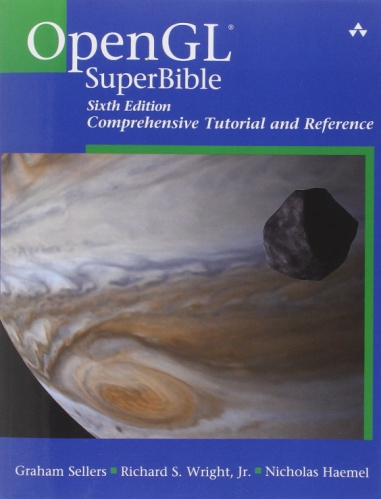 OpenGL®
SuperBible
Sixth Edition
Comprehensive Tutorial and Reference
Graham Sellers ■ Richard S. Wright, Jr. ■ Nicholas Haemel